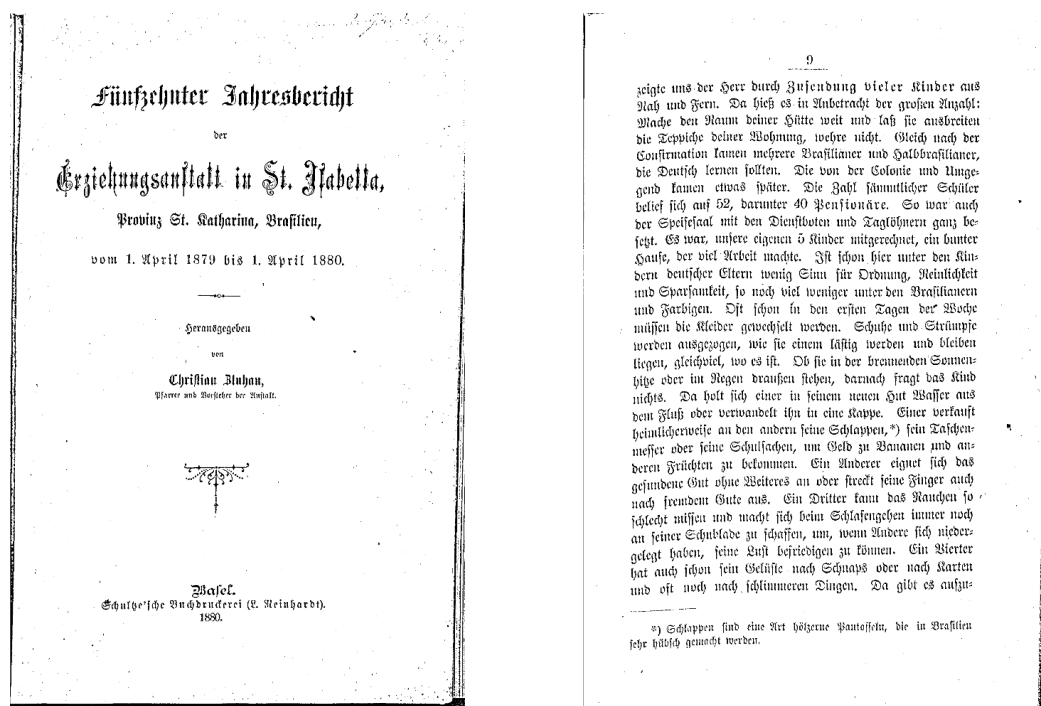 Fünfzehnter Jahresbericht
der
Erziehungsanstalt in St. Isabella,
Provinz St. Katharina, Brasilien,
vom 1. April 1879 bis 1. April 1880.
Herausgegeben
von
Christian Zluhan,
Pfarrer und Vorsteher der Anstalt.
Basel.
Schultze'sche Buchdruckerei (L. Reinhardt).
1880.
9
zeigte uns der Herr durch Zusendung vieler Kinder aus
Nah und Fern. Da hieß es in Anbetracht der großen Anzahl:
Mache den Raum deiner Hütte weit und laß sie ausbreiten
die Teppiche deiner Wohnung, wehre nicht. Gleich nach der
Confirmation kamen mehrere Brasilianer und Halbbrasilianer,
die Deutsch lernen sollten. Die von der Colonie und Umge-
gend kamen etwas später. Die Zahl sämmtlicher Schüler
belief sich auf 52, darunter 40 Pensionäre. So war auch
der Speisesaal mit den Dienstboten und Taglöhnern ganz be-
setzt. Es war, unsere eigenen 5 Kinder mitgerechnet, ein bunter
Haufe, der viel Arbeit machte. Ist schon hier unter den Kin-
dern deutscher Eltern wenig Sinn für Ordnung, Reinlichkeit
und Sparsamkeit, so noch viel weniger unter den Brasilianern
und Farbigen. Oft schon in den ersten Tagen der Woche
müssen die Kleider gewechselt werden. Schuhe und Strümpfe
werden ausgezogen, wie sie einem lästig werden und bleiben
liegen, gleichviel, wo es ist. Ob sie in der brennenden Sonnen-
hitze oder im Regen draußen stehen, darnach fragt das Kind
nichts. Da holt sich einer in seinem neuen Hut Wasser aus
dem Fluß oder verwandelt ihn in eine Kappe. Einer verkauft
heimlicherweise an den andern seine Schlappen,*) sein Taschen-
messer oder seine Schulsachen, um Geld zu Bananen und an-
deren Früchten zu bekommen. Ein Anderer eignet sich das
gefundene Gut ohne Weiteres an oder streckt seine Finger auch
nach fremdem Gute aus. Ein Dritter kann das Rauchen so
schlecht missen und macht sich beim Schlafengehen immer noch
an seiner Schublade zu schaffen, um, wenn Andere sich nieder-
gelegt haben, seine Lust befriedigen zu können. Ein Vierter
hat auch schon sein Gelüste nach Schnaps oder nach Karten
und oft noch nach schlimmeren Dingen. Da gibt es aufzu-
*) Schlappen sind eine Art hölzerne Pantoffeln, die in Brasilien
sehr hübsch gemacht werden.